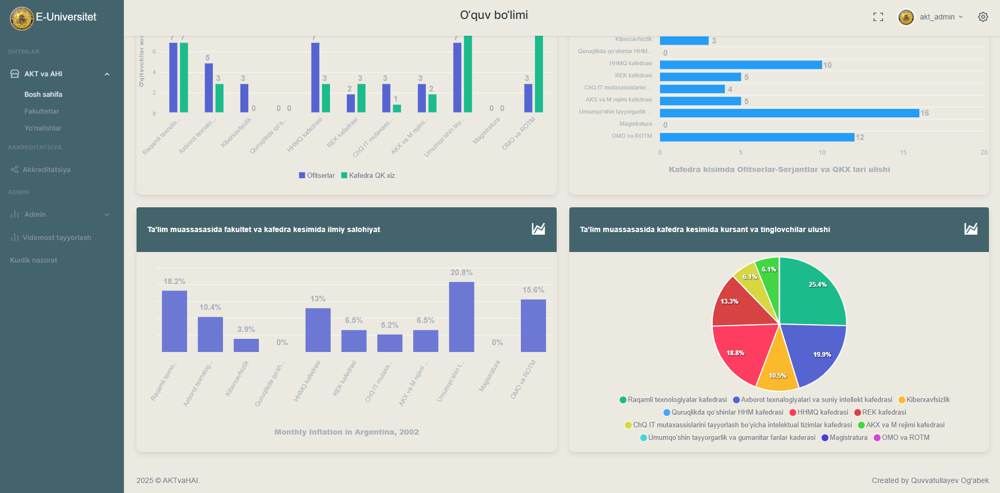 E-Universitet
O‘quv bo‘limi
akt_admin
OHTMLAR
AKT va AHI
Bosh sahifa
Fakultetlar
Yo'nalishlar
AKKREDITATSIYA
Akkreditatsiya
ADMIN
Admin
Videmost tayyorlash
Kunlik nazorat
6
4
2
0
7 7
5 3
3 0
0 0
7 3
2 3
3 1
3 2
7
0 0
3
Raqamli texnolo...
Axborot texnalo...
Kiberxavfsizlik
Quruqlikda qo‘s...
HHMQ kafedrasi
REK kafedrasi
ChQ IT mutaxass...
AKX va M rejimi...
Umumqo‘shin tay...
Magistratura
OMO va ROTM
Ofitserlar Kafedra QK xiz
Kiberxavfsizlik 3
Quruqlikda qo‘shinlar HHM... 0
HHMQ kafedrasi 10
REK kafedrasi 5
ChQ IT mutaxassislarini ... 4
AKX va M rejimi kafedrasi 5
Umumqo‘shin tayyorgarlik ... 16
Magistratura 0
OMO va ROTM 12
0 5 10 15 20
Kafedra kisimda Ofitserlar-Serjantlar va QKX lari ulishi
Ta'lim muassasasida fakultet va kafedra kesimida ilmiy salohiyat
18.2%
10.4%
3.9%
0%
13%
6.5%
5.2%
6.5%
20.8%
0%
15.6%
Raqamli texno...
Axborot texnalog...
Kiberxavfsizlik
Quruqlikda qo‘sh...
HHMQ kafedrasi
REK kafedrasi
ChQ IT mutaxa...
AKX va M rejimi ...
Umumqo‘shin t...
Magistratura
OMO va ROTM
Monthly Inflation in Argentina, 2002
Ta'lim muassasasida kafedra kesimida kursant va tinglovchilar ulushi
25.4%
19.9%
10.5%
18.8%
13.3%
6.1%
6.1%
Raqamli texnologiyalar kafedrasi Axborot texnalogiyalari va suniy intellekt kafedrasi Kiberxavfsizlik
Quruqlikda qo‘shinlar HHM kafedrasi HHMQ kafedrasi REK kafedrasi
ChQ IT mutaxassislarini tayyorlash bo‘yicha intelektual tizimlar kafedrasi AKX va M rejimi kafedrasi
Umumqo‘shin tayyorgarlik va gumanitar fanlar kaderasi Magistratura OMO va ROTM
2025 © AKTvaHAI.
Created by Quvvatullayev Og'abek